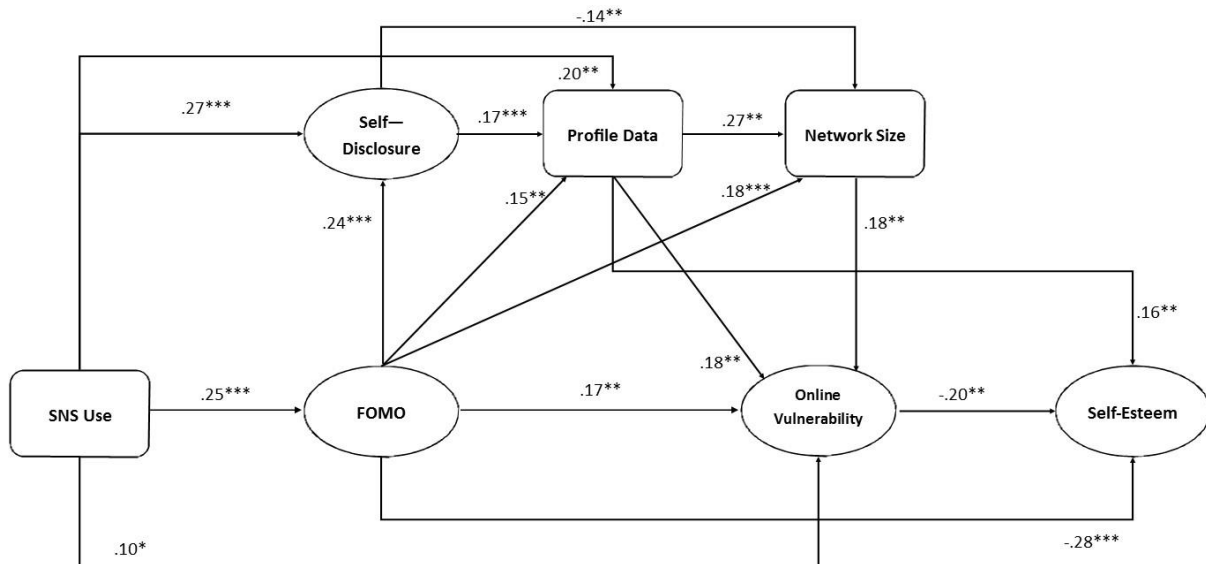 -.14**
.20**
.27***
Self—
Disclosure
.17***
Profile Data
.27**
Network Size
.24***
.15**
.18***
.18**
.16**
.18**
SNS Use
.25***
FOMO
.17**
Online
Vulnerability
-.20**
Self-Esteem
.10*
-.28***